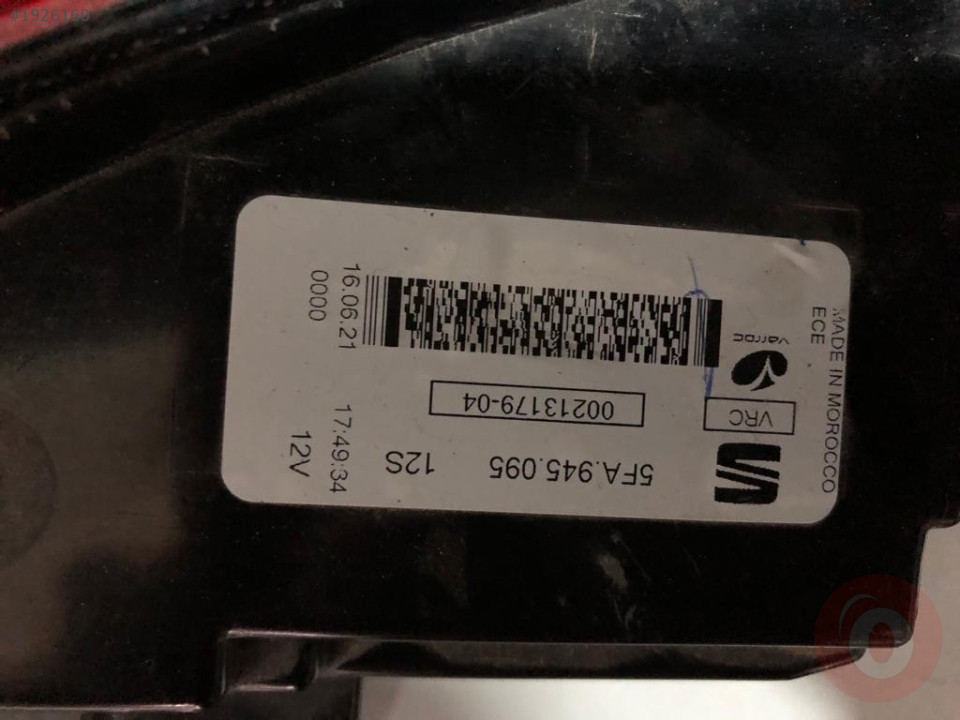 5FA.945.095 12S
00213179-04
VRC
varroc
MADE IN MOROCCO
ECE
16.06.21 17:49:34
0000 12V